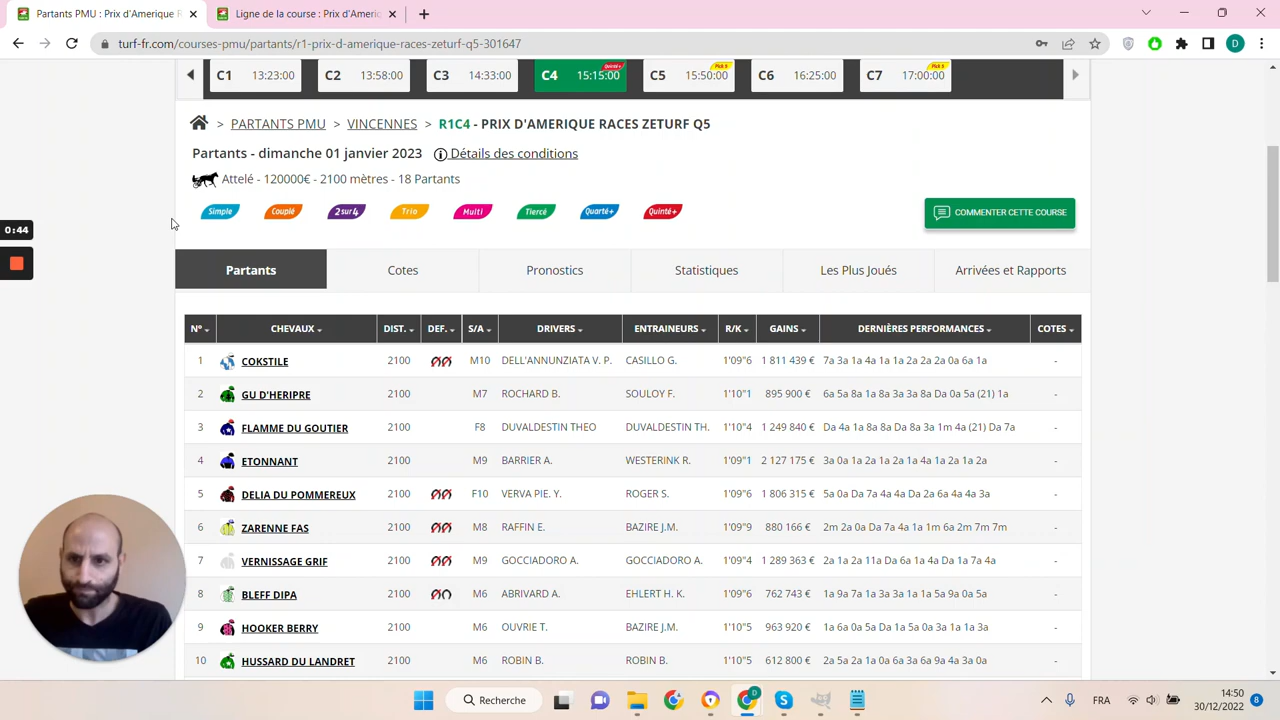 Partants PMU : Prix d'Amerique R
Ligne de la course : Prix d'Ameriq
turf-fr.com/courses-pmu/partants/r1-prix-d-amerique-races-zeturf-q5-301647
D
C1 13:23:00 C2 13:58:00 C3 14:33:00 C4 15:15:00 Quinté+ C5 15:50:00 Pick 5 C6 16:25:00 C7 17:00:00 Pick 5
> PARTANTS PMU > VINCENNES > R1C4 - PRIX D'AMERIQUE RACES ZETURF Q5
Partants - dimanche 01 janvier 2023 Détails des conditions
Attelé - 120000€ - 2100 mètres - 18 Partants
Simple Couplé 2 sur 4 Trio Multi Tiercé Quarté+ Quinté+
COMMENTER CETTE COURSE
0:44
Partants Cotes Pronostics Statistiques Les Plus Joués Arrivées et Rapports
N° CHEVAUX DIST. DEF. S/A DRIVERS ENTRAINEURS R/K GAINS DERNIÈRES PERFORMANCES COTES
1 COKSTILE 2100 M10 DELL'ANNUNZIATA V. P. CASILLO G. 1'09"6 1 811 439 € 7a 3a 1a 4a 1a 1a 2a 2a 2a 0a 6a 1a -
2 GU D'HERIPRE 2100 M7 ROCHARD B. SOULOY F. 1'10"1 895 900 € 6a 5a 8a 1a 8a 3a 3a 8a Da 0a 5a (21) 1a -
3 FLAMME DU GOUTIER 2100 F8 DUVALDESTIN THEO DUVALDESTIN TH. 1'10"4 1 249 840 € Da 4a 1a 8a 8a Da 8a 3a 1m 4a (21) Da 7a -
4 ETONNANT 2100 M9 BARRIER A. WESTERINK R. 1'09"1 2 127 175 € 3a 0a 1a 2a 1a 2a 1a 4a 1a 2a 1a 2a -
5 DELIA DU POMMEREUX 2100 F10 VERVA PIE. Y. ROGER S. 1'09"6 1 806 315 € 5a 0a Da 7a 4a 4a Da 2a 6a 4a 4a 3a -
6 ZARENNE FAS 2100 M8 RAFFIN E. BAZIRE J.M. 1'09"9 880 166 € 2m 2a 0a Da 7a 4a 1a 1m 6a 2m 7m 7m -
7 VERNISSAGE GRIF 2100 M9 GOCCIADORO A. GOCCIADORO A. 1'09"4 1 289 363 € 2a 1a 2a 11a Da 6a 1a 4a Da 1a 7a 4a -
8 BLEFF DIPA 2100 M6 ABRIVARD A. EHLERT H. K. 1'09"6 762 743 € 1a 9a 7a 1a 3a 3a 1a 1a 5a 9a 0a 5a -
9 HOOKER BERRY 2100 M6 OUVRIE T. BAZIRE J.M. 1'10"5 963 920 € 1a 6a 0a 5a Da 1a 5a 0a 3a 1a 1a 3a -
10 HUSSARD DU LANDRET 2100 M6 ROBIN B. ROBIN B. 1'10"5 612 800 € 2a 5a 2a 1a 0a 6a 3a 6a 9a 4a 3a 0a -
Recherche
FRA
14:50
30/12/2022
8